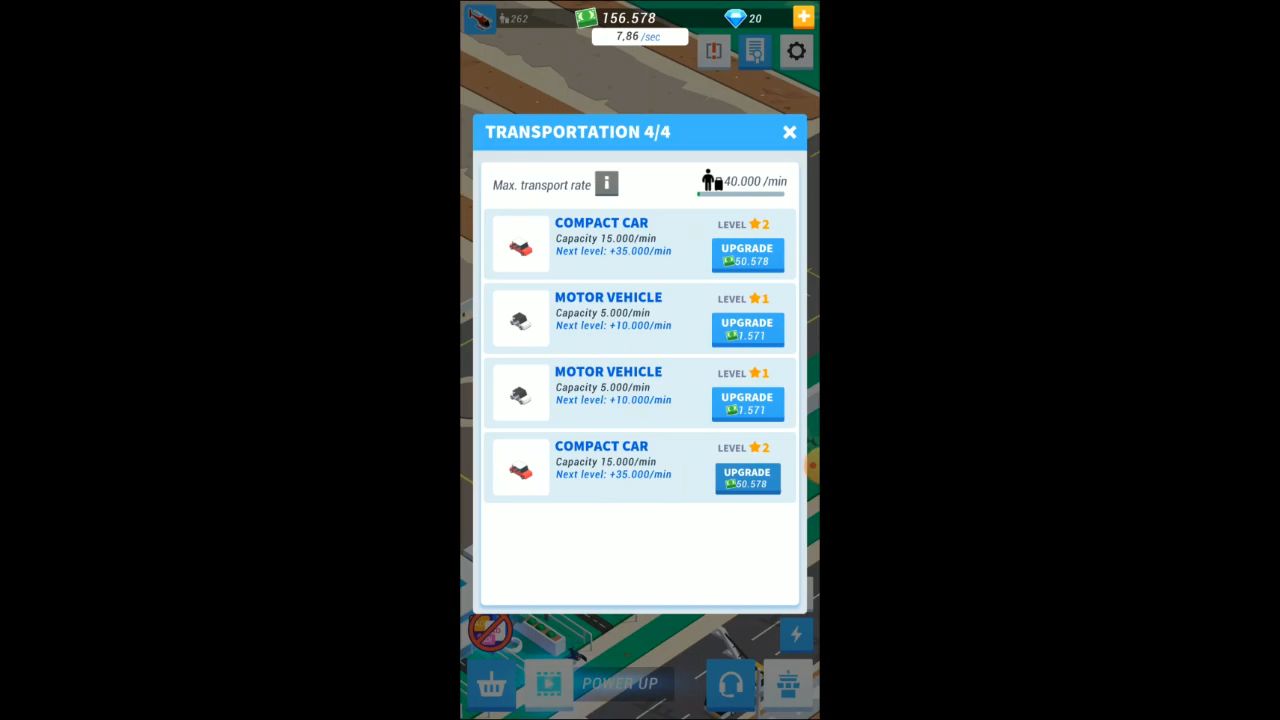 262
156.578
20
7,86 /sec
TRANSPORTATION 4/4
Max. transport rate
40.000 /min
COMPACT CAR
LEVEL 2
Capacity 15.000/min
Next level: +35.000/min
UPGRADE
50.578
MOTOR VEHICLE
LEVEL 1
Capacity 5.000/min
Next level: +10.000/min
UPGRADE
1.571
MOTOR VEHICLE
LEVEL 1
Capacity 5.000/min
Next level: +10.000/min
UPGRADE
1.571
COMPACT CAR
LEVEL 2
Capacity 15.000/min
Next level: +35.000/min
UPGRADE
50.578
POWER UP